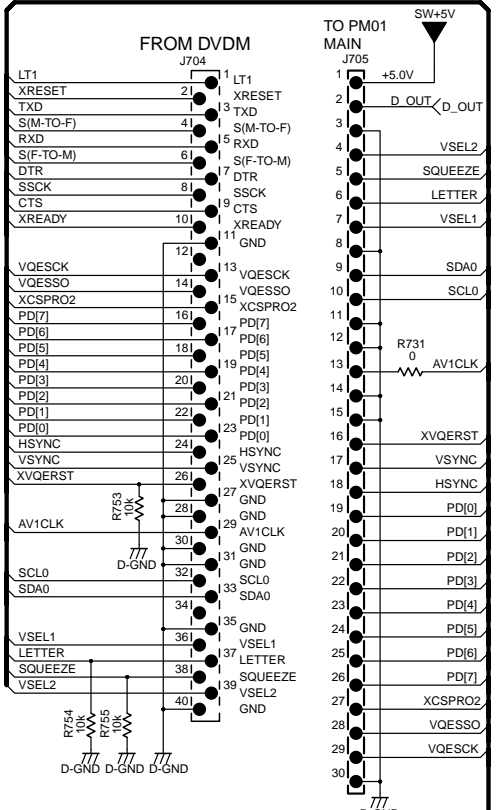 FROM DVDM
J704
LT1 1 LT1
XRESET 2 XRESET
TXD 3 TXD
S(M-TO-F) 4 S(M-TO-F)
RXD 5 RXD
S(F-TO-M) 6 S(F-TO-M)
DTR 7 DTR
SSCK 8 SSCK
CTS 9 CTS
XREADY 10 XREADY
11 GND
12
VQESCK 13 VQESCK
VQESSO 14 VQESSO
XCSPRO2 15 XCSPRO2
PD[7] 16 PD[7]
PD[6] 17 PD[6]
PD[5] 18 PD[5]
PD[4] 19 PD[4]
PD[3] 20 PD[3]
PD[2] 21 PD[2]
PD[1] 22 PD[1]
PD[0] 23 PD[0]
HSYNC 24 HSYNC
VSYNC 25 VSYNC
XVQERST 26 XVQERST
27 GND
R753
10k
28 GND
AV1CLK 29 AV1CLK
30 GND
D-GND
31 GND
SCL0 32 SCL0
SDA0 33 SDA0
34
35 GND
VSEL1 36 VSEL1
LETTER 37 LETTER
SQUEEZE 38 SQUEEZE
VSEL2 39 VSEL2
40 GND
R754
10k
R755
10k
D-GND D-GND D-GND
TO PM01
MAIN
J705
SW+5V
1 +5.0V
2 D_OUT D_OUT
3
4 VSEL2
5 SQUEEZE
6 LETTER
7 VSEL1
8
9 SDA0
10 SCL0
11
12
R731
0
13 AV1CLK
14
15
16 XVQERST
17 VSYNC
18 HSYNC
19 PD[0]
20 PD[1]
21 PD[2]
22 PD[3]
23 PD[4]
24 PD[5]
25 PD[6]
26 PD[7]
27 XCSPRO2
28 VQESSO
29 VQESCK
30